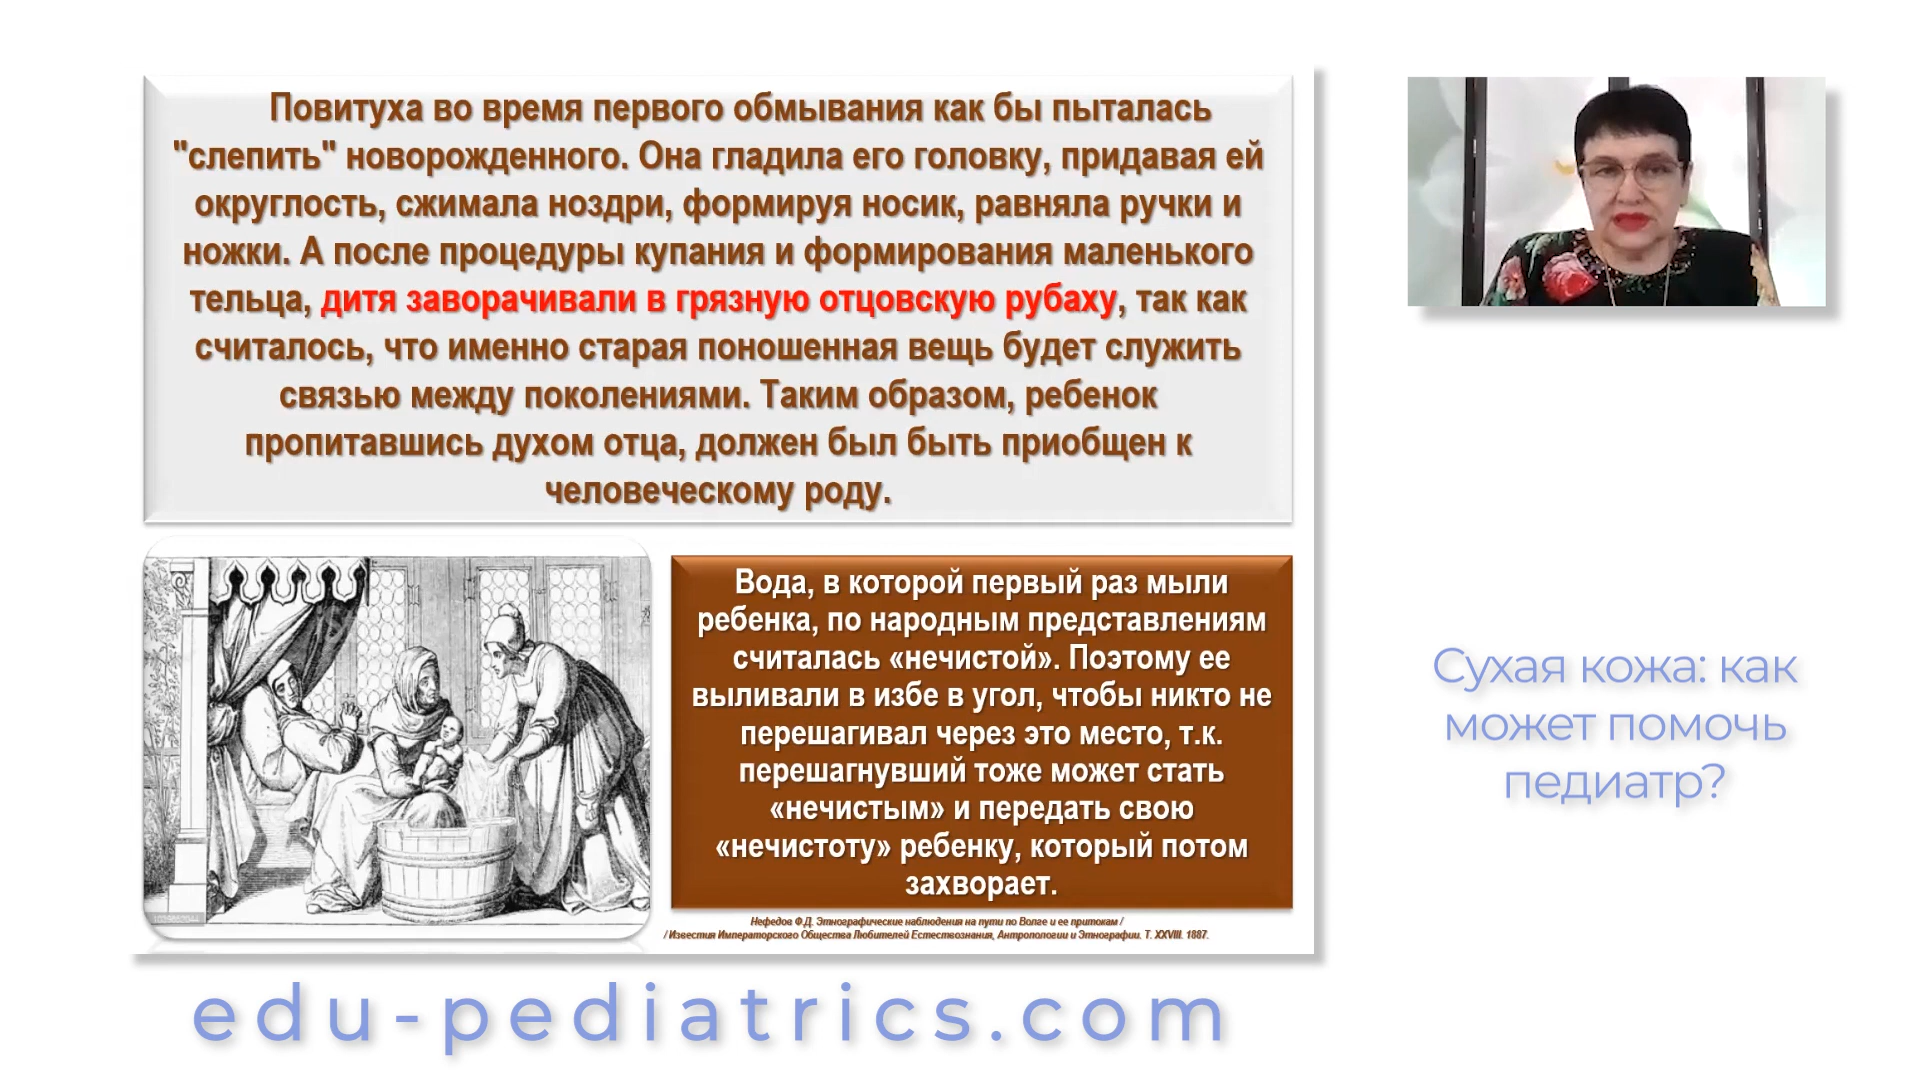 Повитуха во время первого обмывания как бы пыталась
"слепить" новорожденного. Она гладила его головку, придавая ей
округлость, сжимала ноздри, формируя носик, равняла ручки и
ножки. А после процедуры купания и формирования маленького
тельца, дитя заворачивали в грязную отцовскую рубаху, так как
считалось, что именно старая поношенная вещь будет служить
связью между поколениями. Таким образом, ребенок
пропитавшись духом отца, должен был быть приобщен к
человеческому роду.
Вода, в которой первый раз мыли
ребенка, по народным представлениям
считалась «нечистой». Поэтому ее
выливали в избе в угол, чтобы никто не
перешагивал через это место, т.к.
перешагнувший тоже может стать
«нечистым» и передать свою
«нечистоту» ребенку, который потом
захворает.
Нефедов Ф.Д. Этнографические наблюдения на пути по Волге и ее притокам /
/ Известия Императорского Общества Любителей Естествознания, Антропологии и Этнографии. Т. XXVIII. 1887.
Сухая кожа: как
может помочь
педиатр?
edu-pediatrics.com